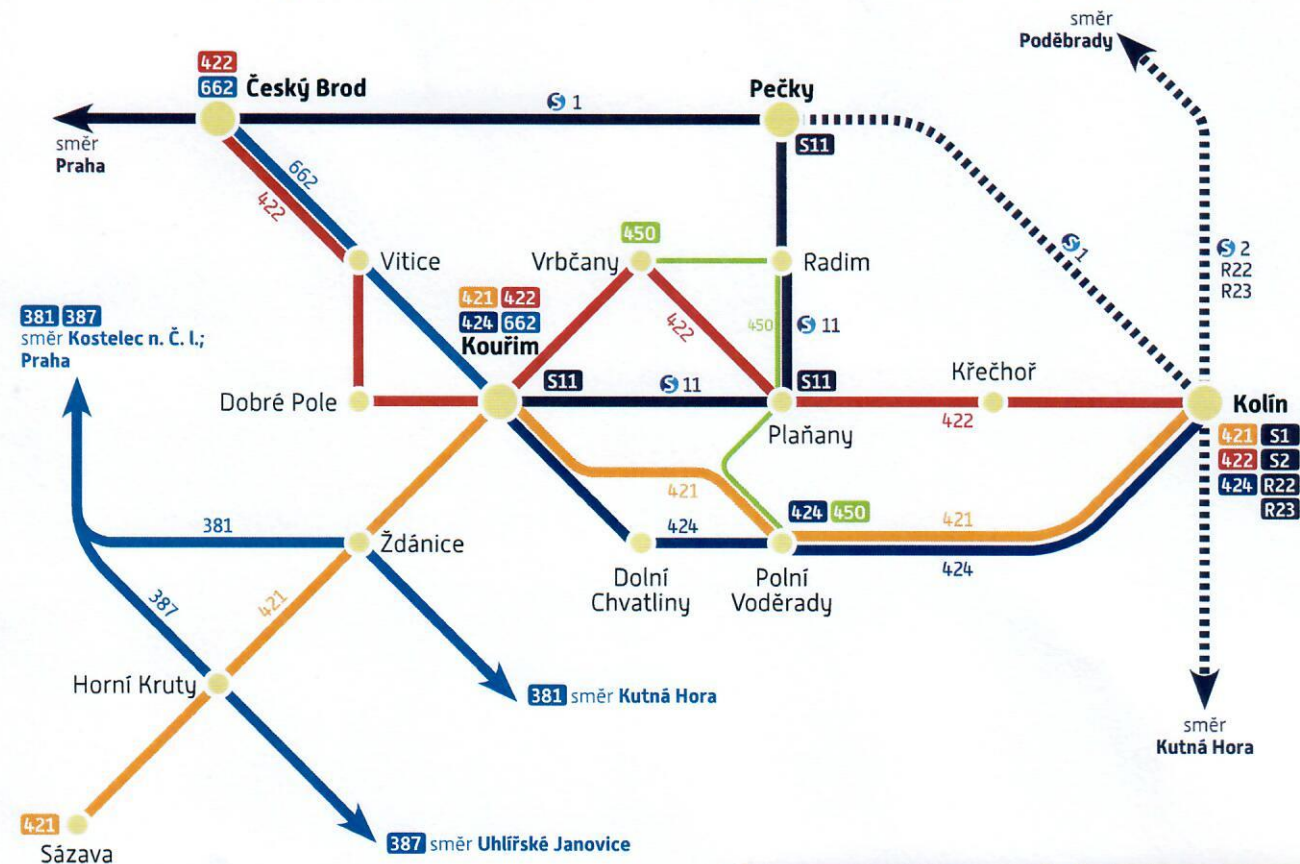 směr
Poděbrady
422
662
Český Brod
S 1
Pečky
směr
Praha
S11
662
422
450
S 1
Vitice
Vrbčany
Radim
S 2
R22
R23
381 387
směr Kostelec n. Č. l.;
Praha
421 422
424 662
Kouřim
422
450
S 11
S11
S 11
S11
Křečhoř
Dobré Pole
Plaňany
422
Kolín
421 S1
422 S2
424 R22
R23
421
424 450
381
Ždánice
424
421
Dolní
Chvatliny
Polní
Voděrady
424
387
421
Horní Kruty
381 směr Kutná Hora
směr
Kutná Hora
421
Sázava
387 směr Uhlířské Janovice